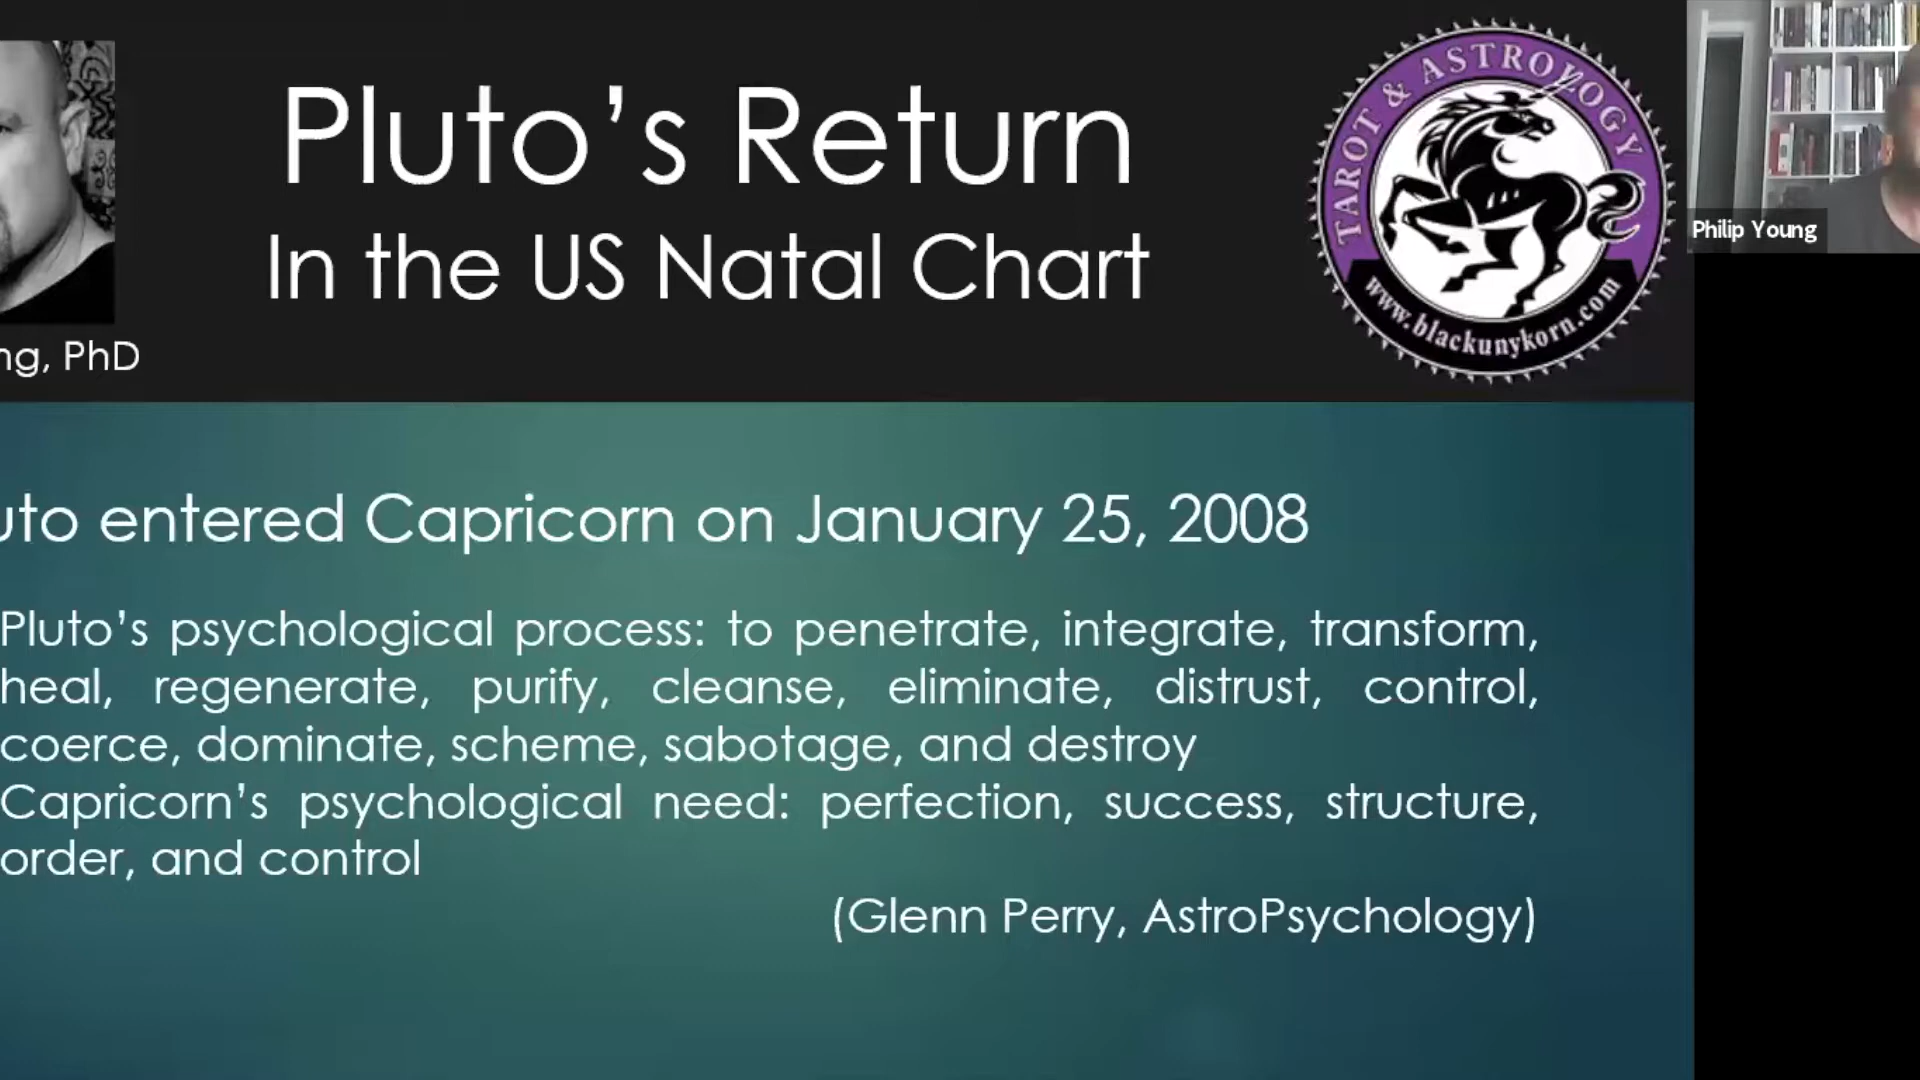 Pluto's Return
In the US Natal Chart
TAROT & ASTROLOGY
www.blackunykorn.com
Philip Young
ng, PhD
uto entered Capricorn on January 25, 2008
Pluto's psychological process: to penetrate, integrate, transform,
heal, regenerate, purify, cleanse, eliminate, distrust, control,
coerce, dominate, scheme, sabotage, and destroy
Capricorn's psychological need: perfection, success, structure,
order, and control
(Glenn Perry, AstroPsychology)